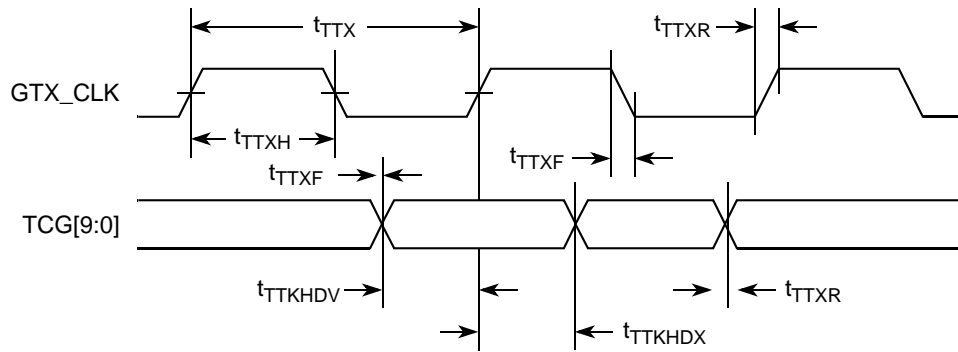 tTTX
tTTXR
GTX_CLK
tTTXH
tTTXF
tTTXF
TCG[9:0]
tTTKHDV
tTTXR
tTTKHDX